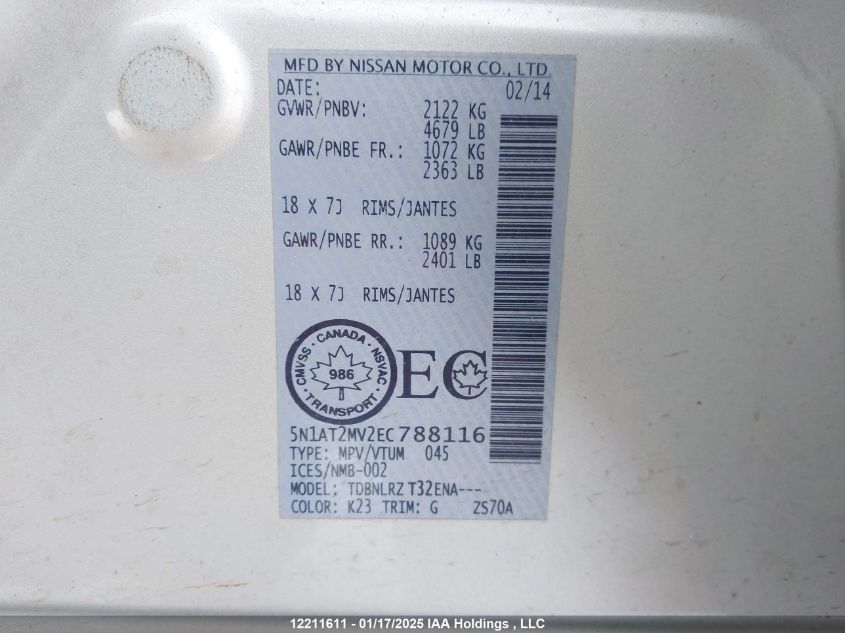 MFD BY NISSAN MOTOR CO., LTD.
DATE: 02/14
GVWR/PNBV: 2122 KG
4679 LB
GAWR/PNBE FR.: 1072 KG
2363 LB
18 X 7J RIMS/JANTES
GAWR/PNBE RR.: 1089 KG
2401 LB
18 X 7J RIMS/JANTES
CMVSS · CANADA · NSVAC · TRANSPORT ·
986
EC
5N1AT2MV2EC788116
TYPE: MPV/VTUM 045
ICES/NMB-002
MODEL: TDBNLRZ T32ENA---
COLOR: K23 TRIM: G ZS70A
12211611 - 01/17/2025 IAA Holdings , LLC